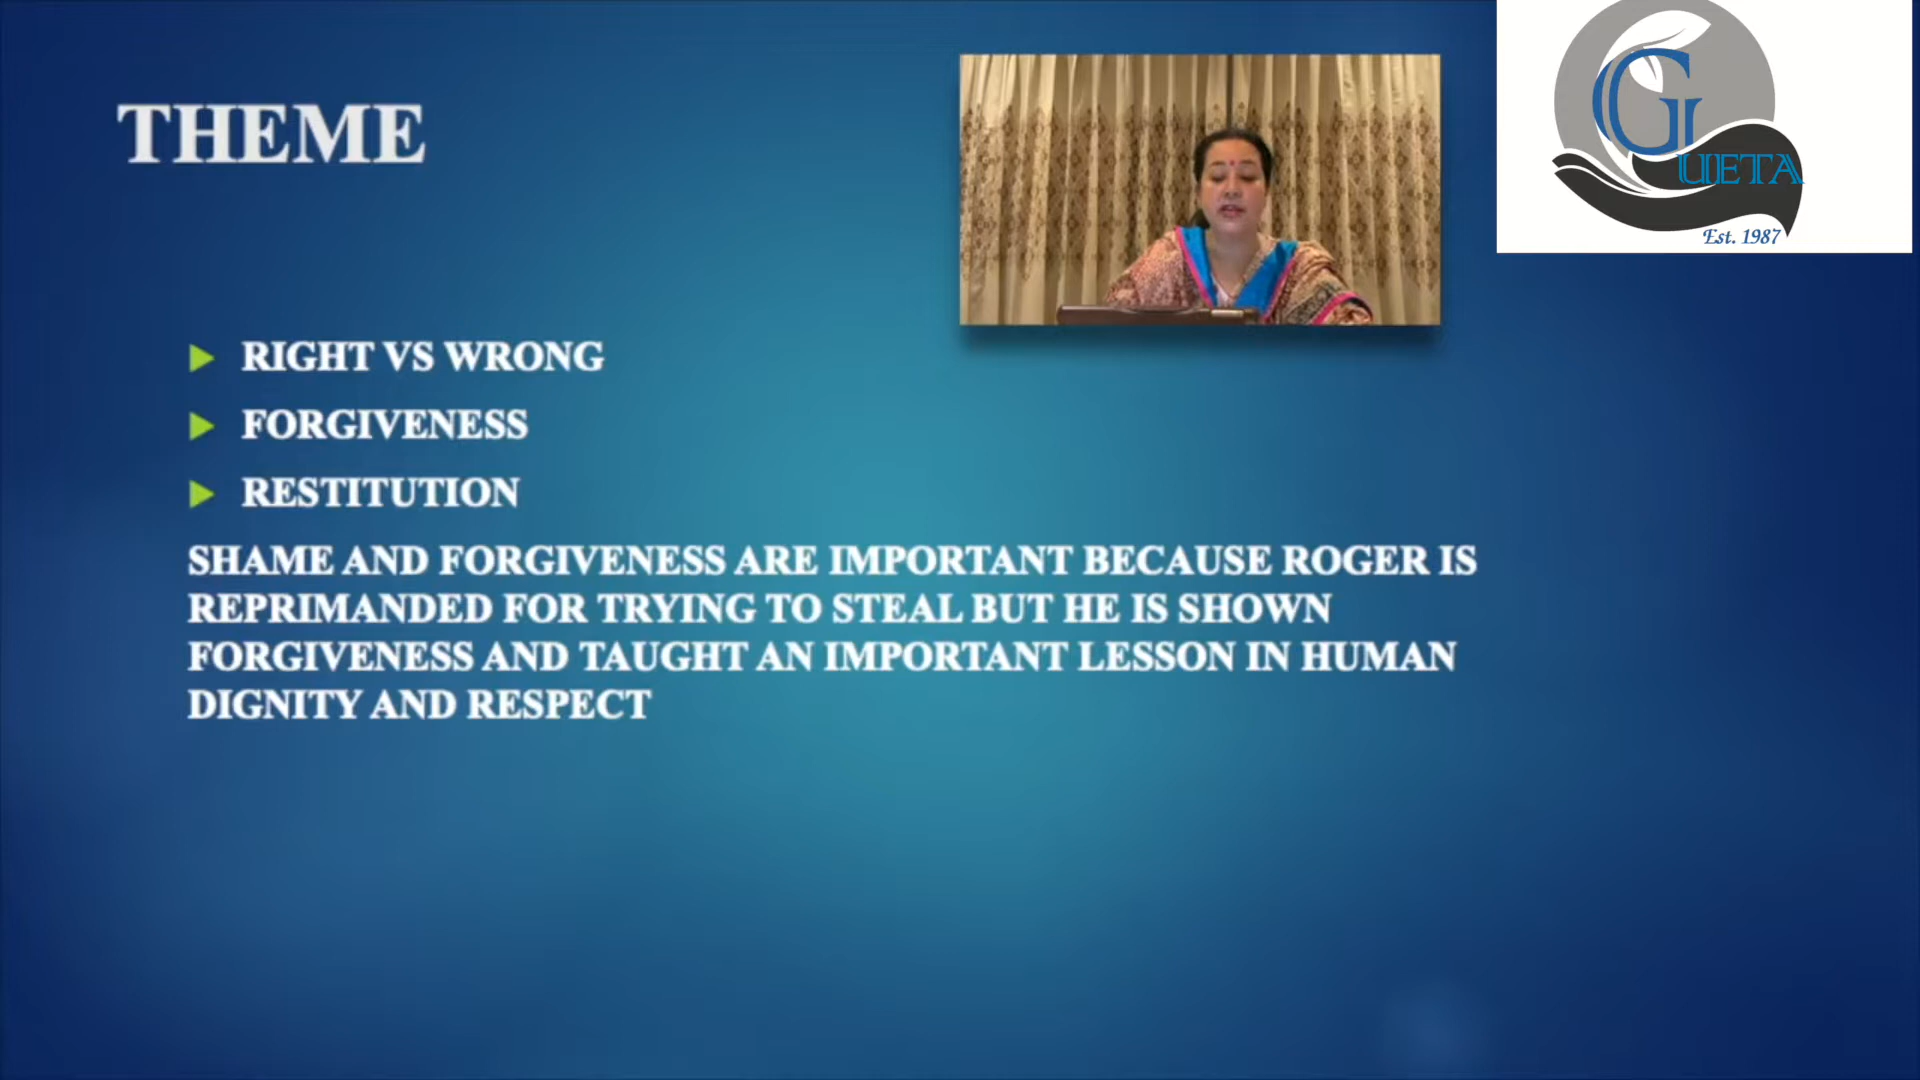 THEME
GUETA
Est. 1987
RIGHT VS WRONG
FORGIVENESS
RESTITUTION
SHAME AND FORGIVENESS ARE IMPORTANT BECAUSE ROGER IS
REPRIMANDED FOR TRYING TO STEAL BUT HE IS SHOWN
FORGIVENESS AND TAUGHT AN IMPORTANT LESSON IN HUMAN
DIGNITY AND RESPECT